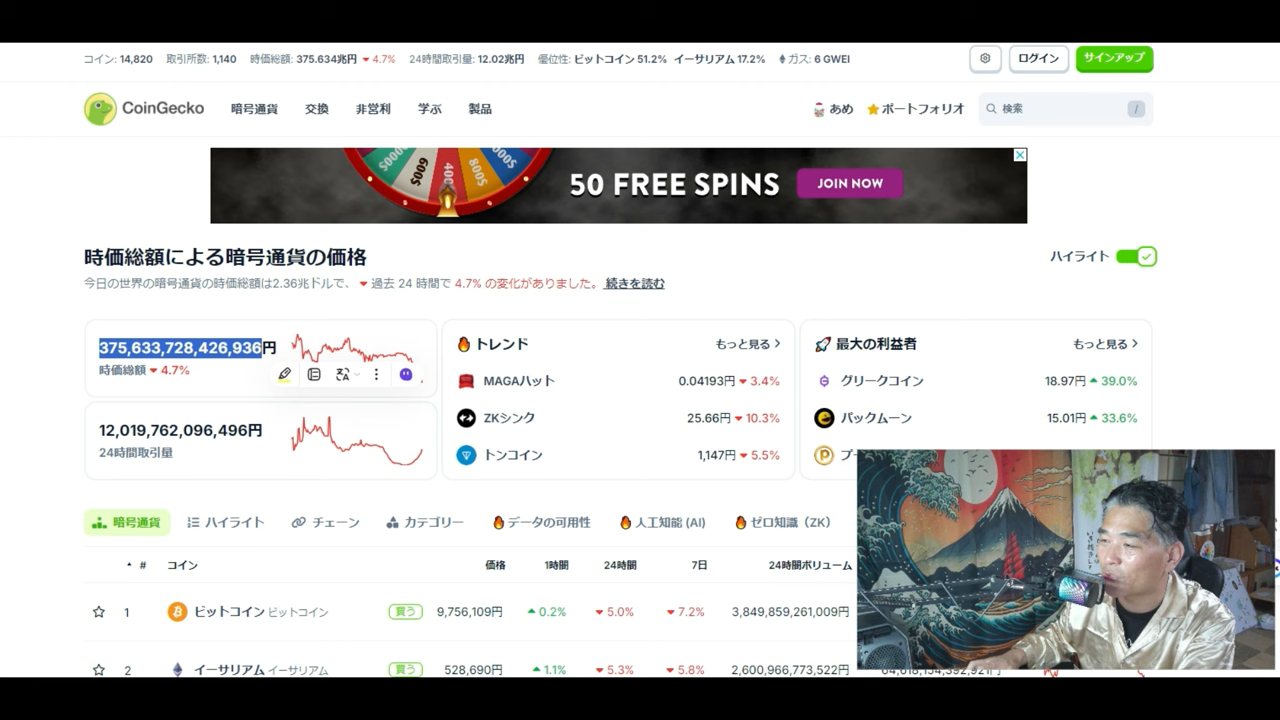 コイン: 14,820 取引所数: 1,140 時価総額: 375.634兆円 ▼ 4.7% 24時間取引量: 12.02兆円 優位性: ビットコイン 51.2% イーサリアム 17.2% ガス: 6 GWEI
ログイン サインアップ
CoinGecko 暗号通貨 交換 非営利 学ぶ 製品 あめ ポートフォリオ 検索 /
$0000 $009 400 $008 $000
50 FREE SPINS JOIN NOW
時価総額による暗号通貨の価格 ハイライト
今日の世界の暗号通貨の時価総額は2.36兆ドルで、 ▼ 過去 24 時間で 4.7% の変化がありました。 続きを読む
375,633,728,426,936円
時価総額 ▼ 4.7%
12,019,762,096,496円
24時間取引量
トレンド もっと見る >
MAGAハット 0.04193円 ▼ 3.4%
ZKシンク 25.66円 ▼ 10.3%
トンコイン 1,147円 ▼ 5.5%
最大の利益者 もっと見る >
グリークコイン 18.97円 ▲ 39.0%
パックムーン 15.01円 ▲ 33.6%
暗号通貨 ハイライト チェーン カテゴリー データの可用性 人工知能 (AI) ゼロ知識（ZK）
# コイン 価格 1時間 24時間 7日 24時間ボリューム
1 ビットコイン ビットコイン 買う 9,756,109円 ▲ 0.2% ▼ 5.0% ▼ 7.2% 3,849,859,261,009円
2 イーサリアム イーサリアム 買う 528,690円 ▲ 1.1% ▼ 5.3% ▼ 5.8% 2,600,966,773,522円